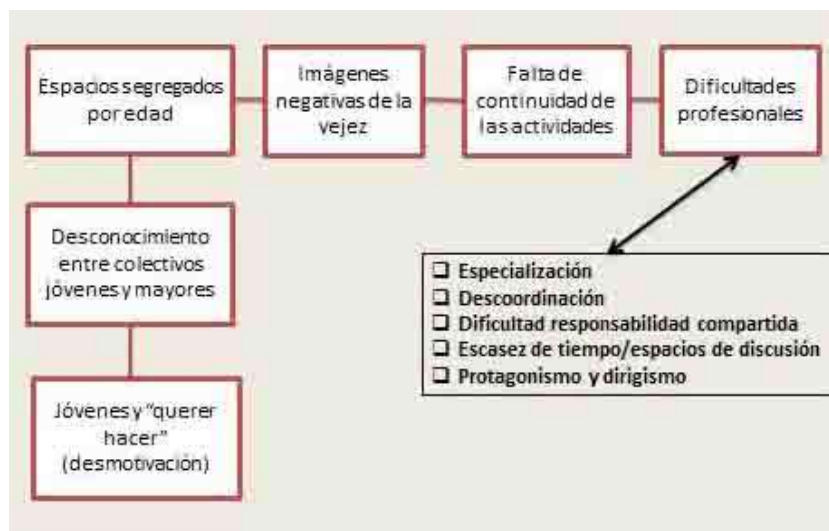 Espacios segregados
por edad
Imágenes
negativas de la
vejez
Falta de
continuidad de
las actividades
Dificultades
profesionales
Desconocimiento
entre colectivos
jóvenes y mayores
Jóvenes y "querer
hacer"
(desmotivación)
❑ Especialización
❑ Descoordinación
❑ Dificultad responsabilidad compartida
❑ Escasez de tiempo/espacios de discusión
❑ Protagonismo y dirigismo